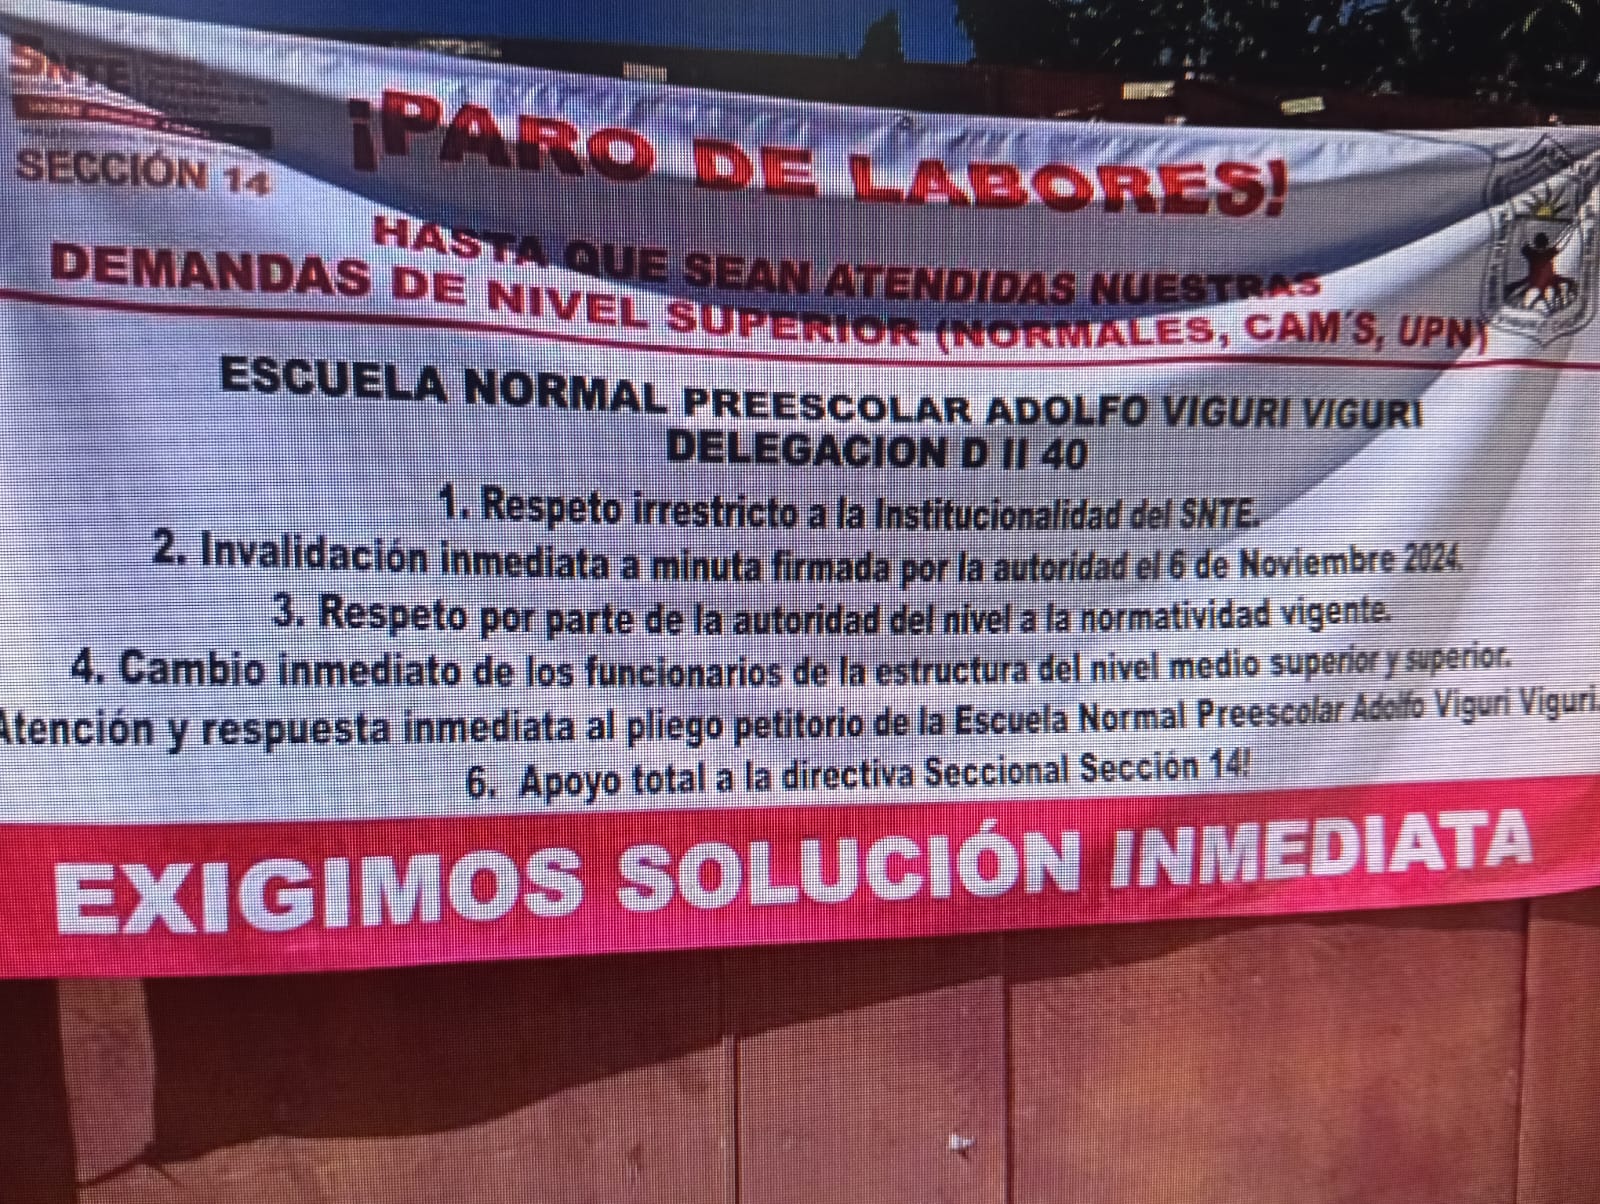 SNTE
SECCIÓN 14
¡PARO DE LABORES!
HASTA QUE SEAN ATENDIDAS NUESTRAS
DEMANDAS DE NIVEL SUPERIOR (NORMALES, CAM´S, UPN)
ESCUELA NORMAL PREESCOLAR ADOLFO VIGURI VIGURI
DELEGACION D II 40
1. Respeto irrestricto a la Institucionalidad del SNTE.
2. Invalidación inmediata a minuta firmada por la autoridad el 6 de Noviembre 2024.
3. Respeto por parte de la autoridad del nivel a la normatividad vigente.
4. Cambio inmediato de los funcionarios de la estructura del nivel medio superior y superior.
Atención y respuesta inmediata al pliego petitorio de la Escuela Normal Preescolar Adolfo Viguri Viguri.
6. Apoyo total a la directiva Seccional Sección 14!
EXIGIMOS SOLUCIÓN INMEDIATA